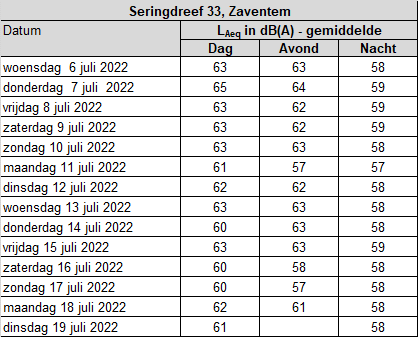 Seringdreef 33, Zaventem
Datum LAeq in dB(A) - gemiddelde
Dag Avond Nacht
woensdag 6 juli 2022 63 63 58
donderdag 7 juli 2022 65 64 59
vrijdag 8 juli 2022 63 62 59
zaterdag 9 juli 2022 63 62 59
zondag 10 juli 2022 63 63 58
maandag 11 juli 2022 61 57 57
dinsdag 12 juli 2022 62 62 58
woensdag 13 juli 2022 63 63 58
donderdag 14 juli 2022 60 63 58
vrijdag 15 juli 2022 63 63 59
zaterdag 16 juli 2022 60 58 58
zondag 17 juli 2022 60 57 58
maandag 18 juli 2022 62 61 58
dinsdag 19 juli 2022 61 58